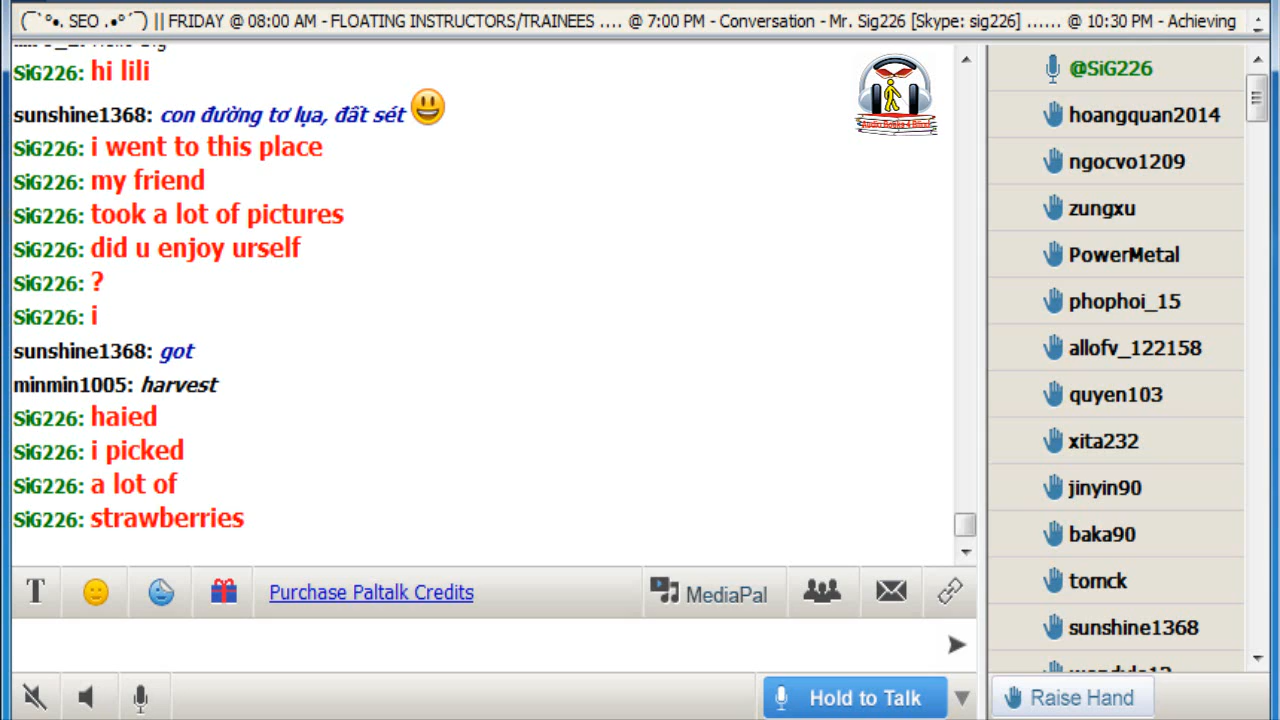 (¯`°•. SEO .•°´¯) || FRIDAY @ 08:00 AM - FLOATING INSTRUCTORS/TRAINEES .... @ 7:00 PM - Conversation - Mr. Sig226 [Skype: sig226] ...... @ 10:30 PM - Achieving
SiG226: hi lili
sunshine1368: con đường tơ lụa, đất sét
SiG226: i went to this place
SiG226: my friend
SiG226: took a lot of pictures
SiG226: did u enjoy urself
SiG226: ?
SiG226: i
sunshine1368: got
minmin1005: harvest
SiG226: haied
SiG226: i picked
SiG226: a lot of
SiG226: strawberries
@SiG226
hoangquan2014
ngocvo1209
zungxu
PowerMetal
phophoi_15
allofv_122158
quyen103
xita232
jinyin90
baka90
tomck
sunshine1368
T
Purchase Paltalk Credits
MediaPal
Hold to Talk
Raise Hand